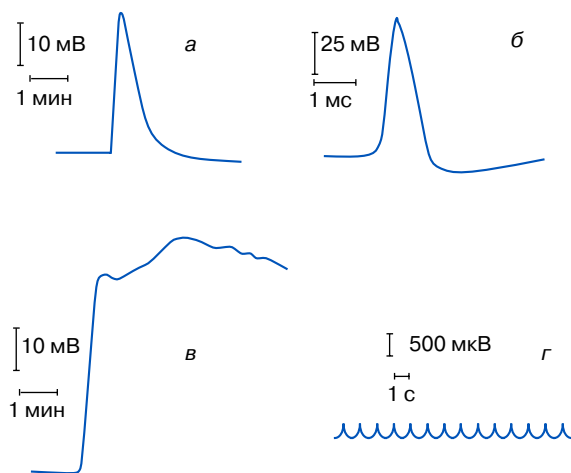 10 мВ
а
1 мин
25 мВ
б
1 мс
10 мВ
в
1 мин
500 мкВ
г
1 с